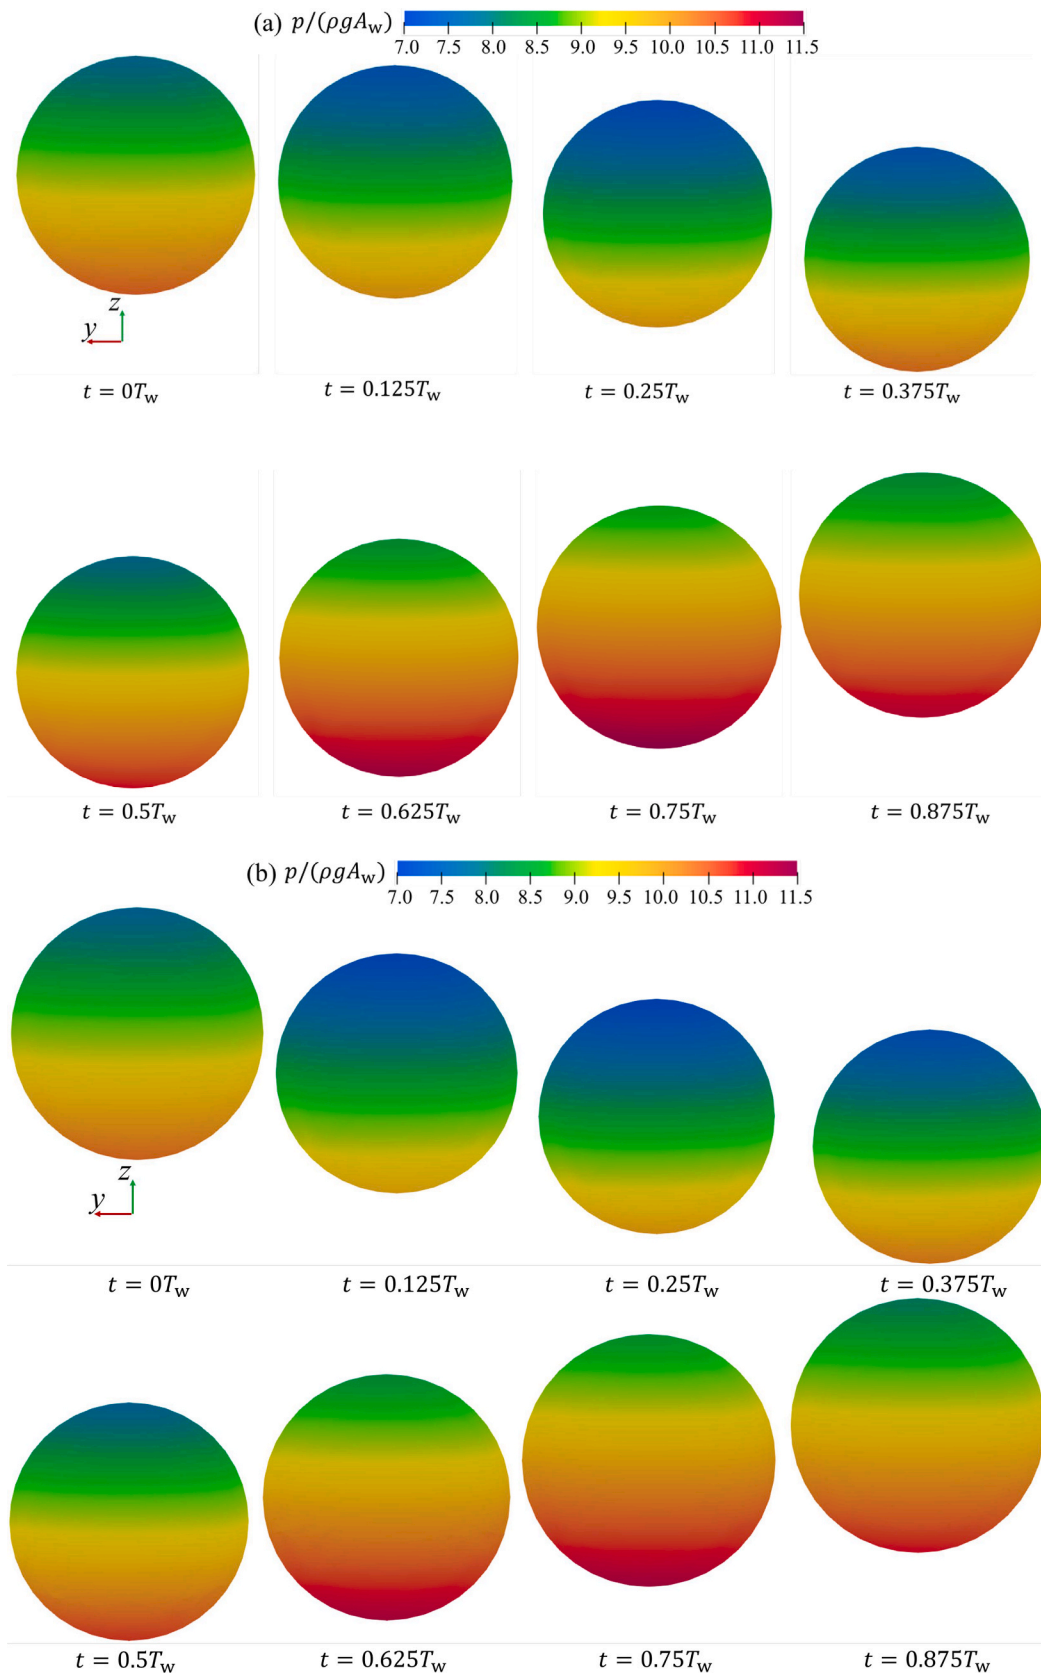 (a) p/(ρgA_w)
7.0 7.5 8.0 8.5 9.0 9.5 10.0 10.5 11.0 11.5
z
y
t = 0T_w t = 0.125T_w t = 0.25T_w t = 0.375T_w
t = 0.5T_w t = 0.625T_w t = 0.75T_w t = 0.875T_w
(b) p/(ρgA_w)
7.0 7.5 8.0 8.5 9.0 9.5 10.0 10.5 11.0 11.5
z
y
t = 0T_w t = 0.125T_w t = 0.25T_w t = 0.375T_w
t = 0.5T_w t = 0.625T_w t = 0.75T_w t = 0.875T_w